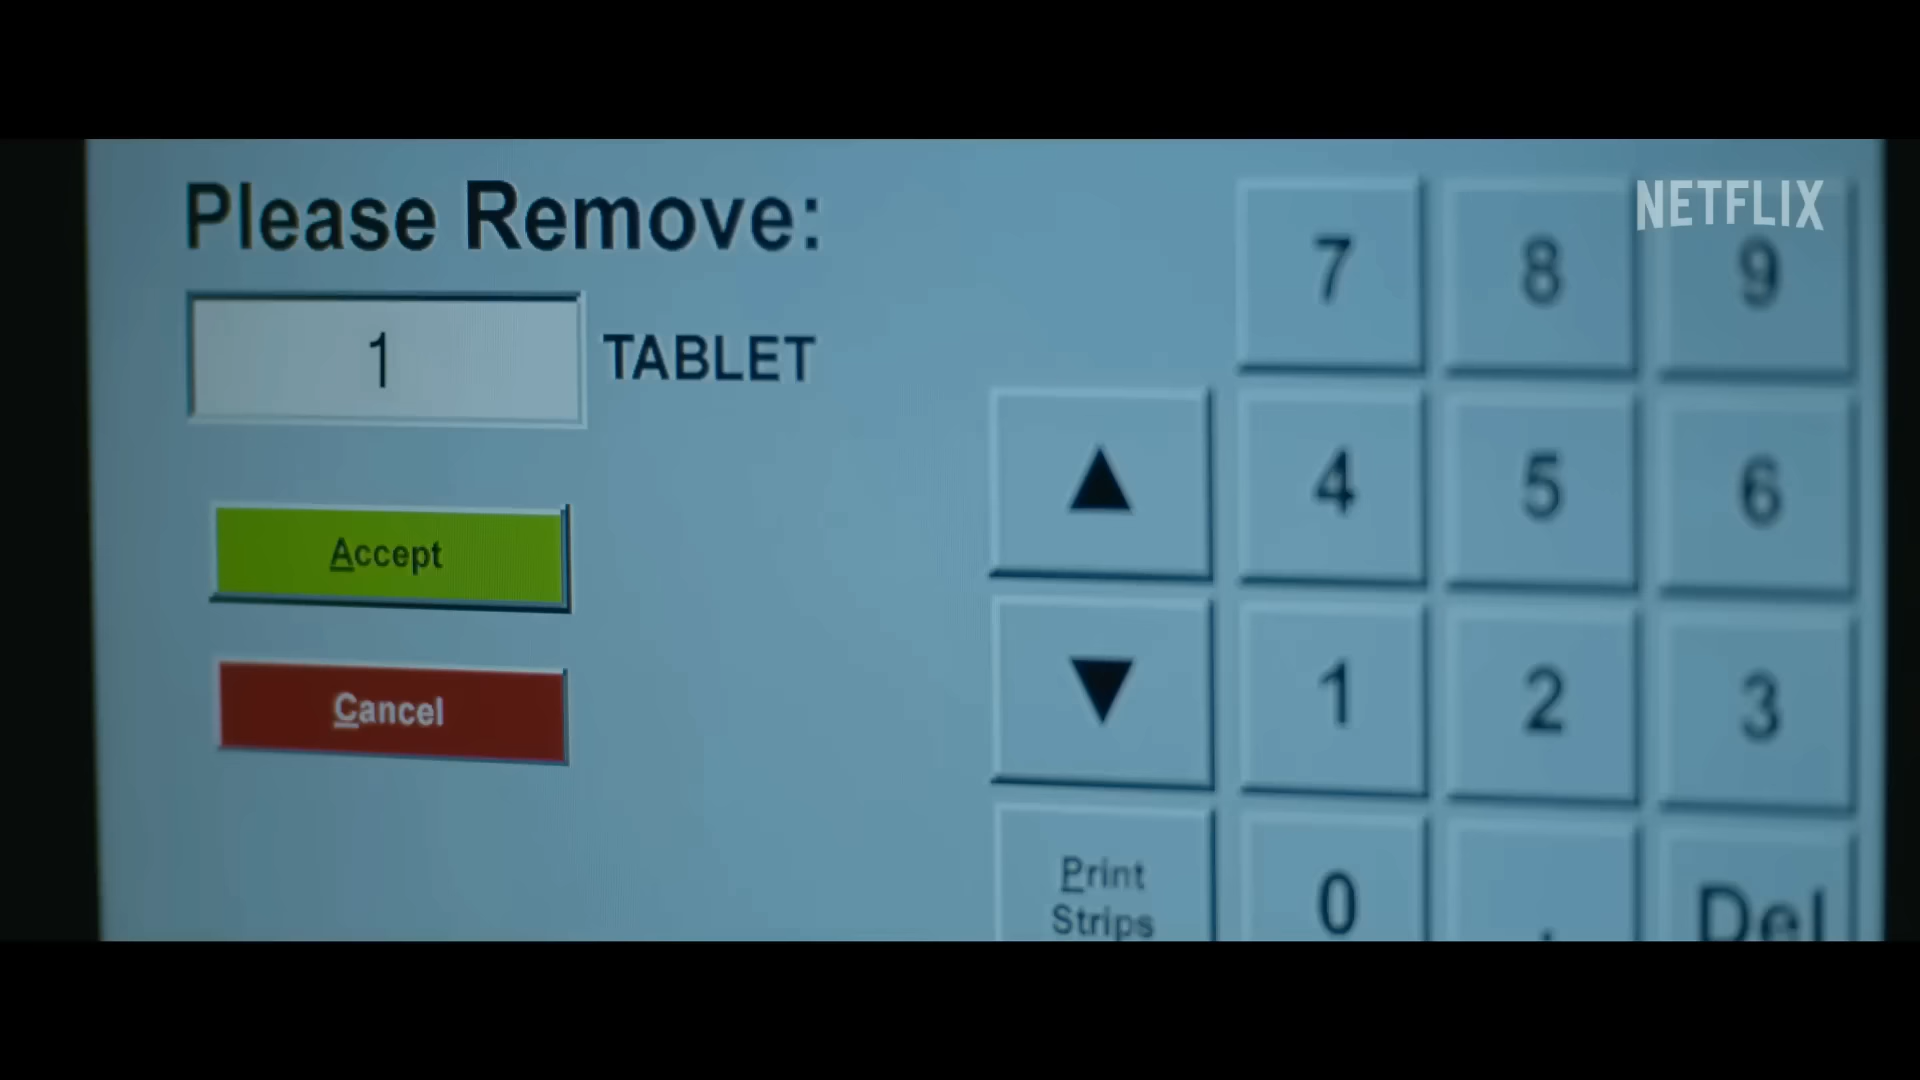 Please Remove:
1 TABLET
Accept
Cancel
NETFLIX
7 8 9
4 5 6
1 2 3
Print
Strips
0 . Del